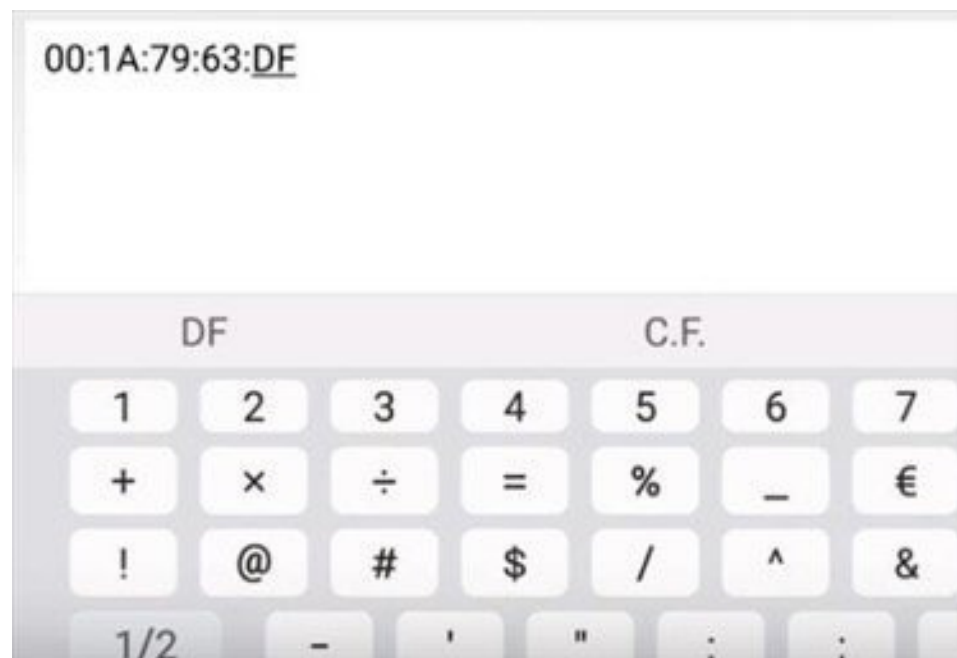 00:1A:79:63:DF
DF C.F.
1 2 3 4 5 6 7
+ × ÷ = % _ €
! @ # $ / ^ &
1/2 - ' " : ;